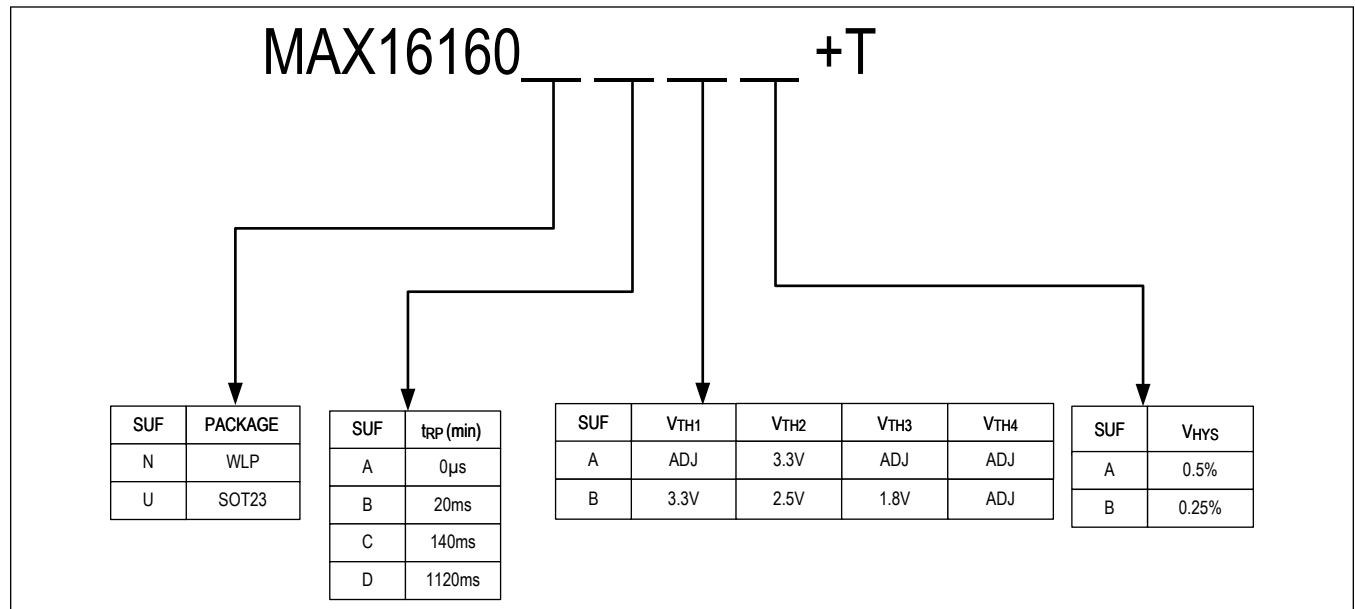 MAX16160__ __ __ __ +T
SUF PACKAGE
N WLP
U SOT23
SUF tRP (min)
A 0µs
B 20ms
C 140ms
D 1120ms
SUF VTH1 VTH2 VTH3 VTH4
A ADJ 3.3V ADJ ADJ
B 3.3V 2.5V 1.8V ADJ
SUF VHYS
A 0.5%
B 0.25%